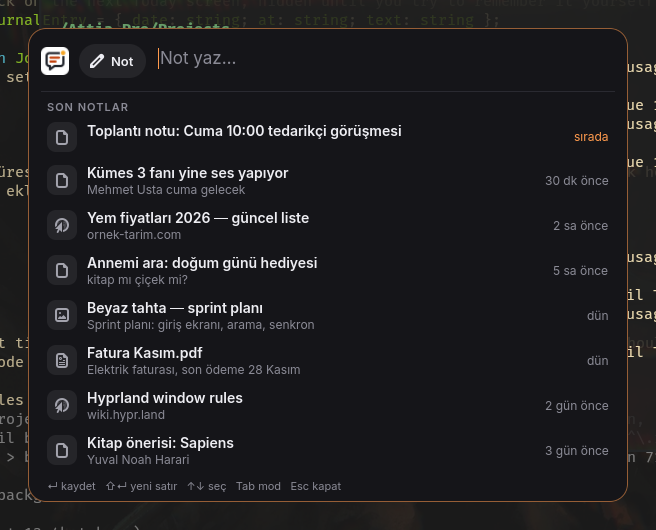 Not
Not yaz...
SON NOTLAR
Toplantı notu: Cuma 10:00 tedarikçi görüşmesi
sırada
Kümes 3 fanı yine ses yapıyor
Mehmet Usta cuma gelecek
30 dk önce
Yem fiyatları 2026 — güncel liste
ornek-tarim.com
2 sa önce
Annemi ara: doğum günü hediyesi
kitap mı çiçek mi?
5 sa önce
Beyaz tahta — sprint planı
Sprint planı: giriş ekranı, arama, senkron
dün
Fatura Kasım.pdf
Elektrik faturası, son ödeme 28 Kasım
dün
Hyprland window rules
wiki.hypr.land
2 gün önce
Kitap önerisi: Sapiens
Yuval Noah Harari
3 gün önce
↵ kaydet ⇧↵ yeni satır ↑↓ seç Tab mod Esc kapat